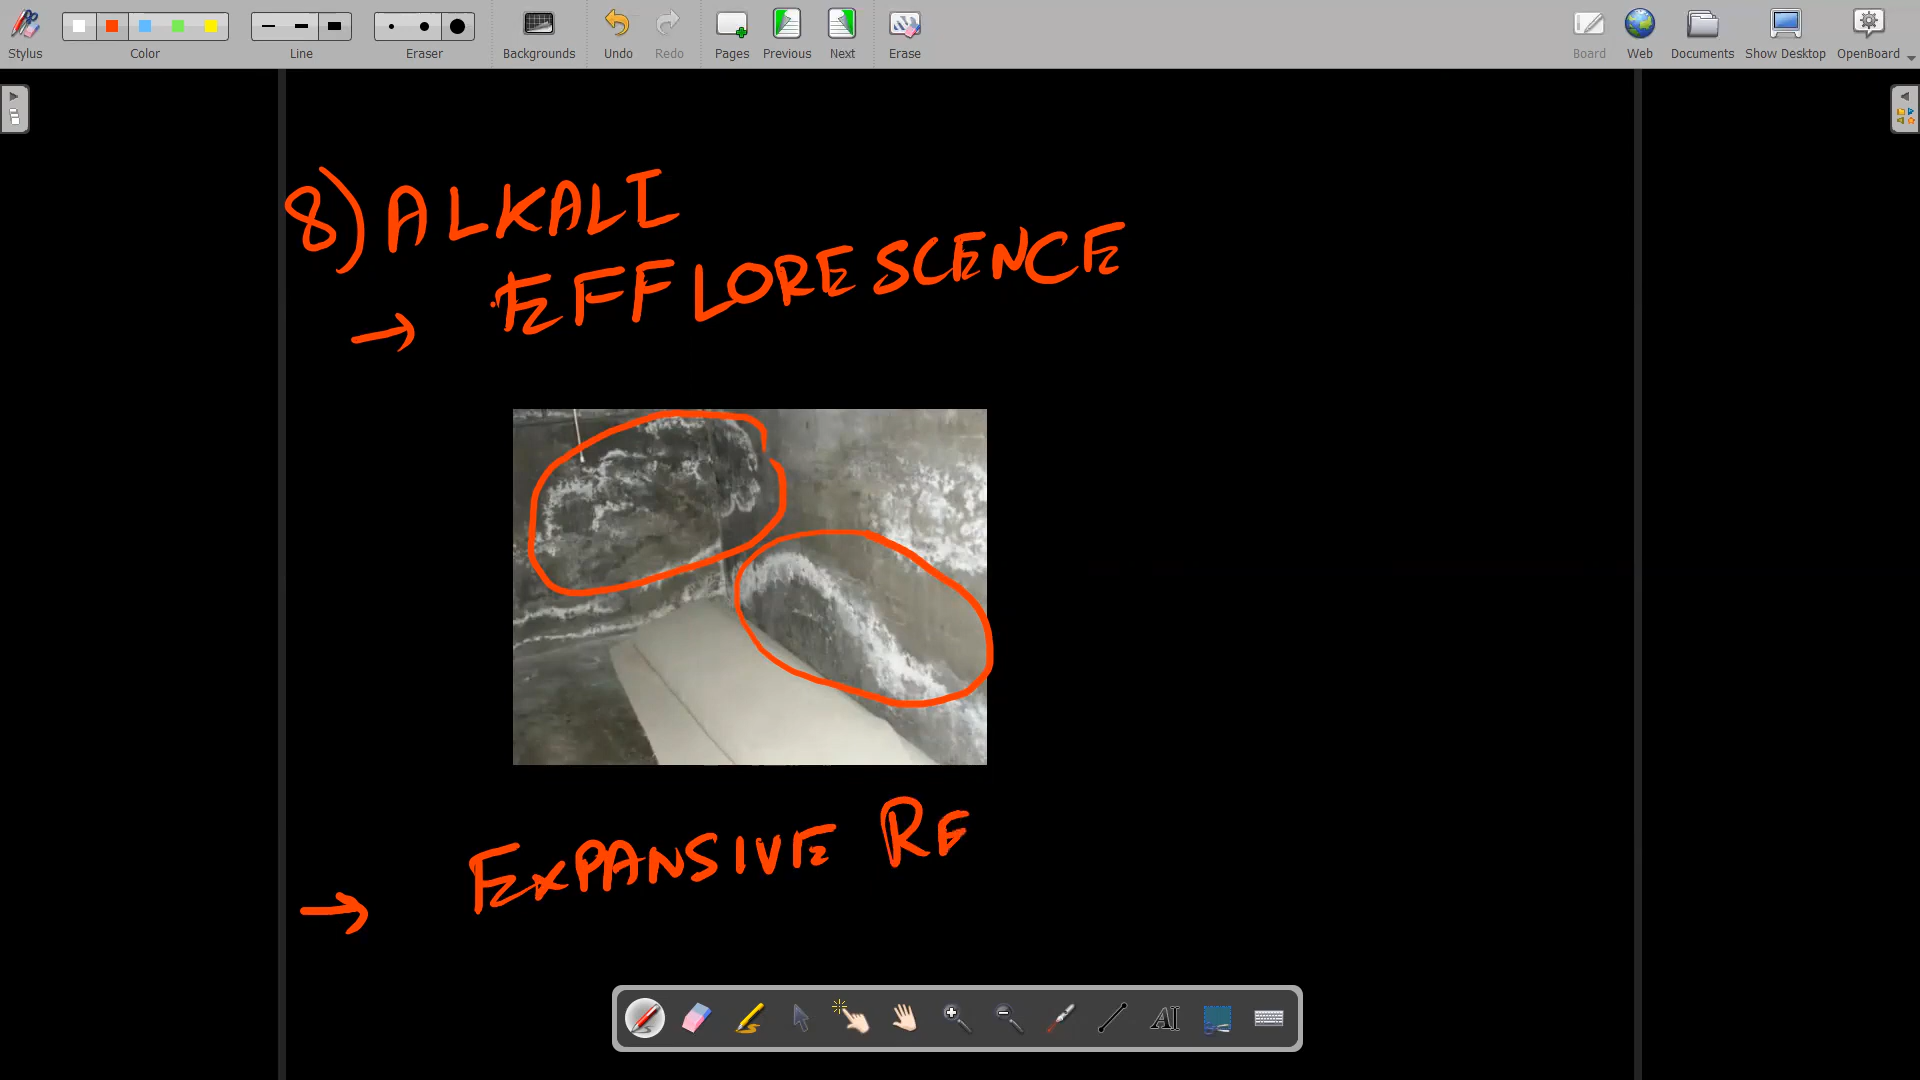 Stylus Color Line Eraser Backgrounds Undo Redo Pages Previous Next Erase Board Web Documents Show Desktop OpenBoard
8) ALKALI
→ EFFLORESCENCE
→ EXPANSIVE RE